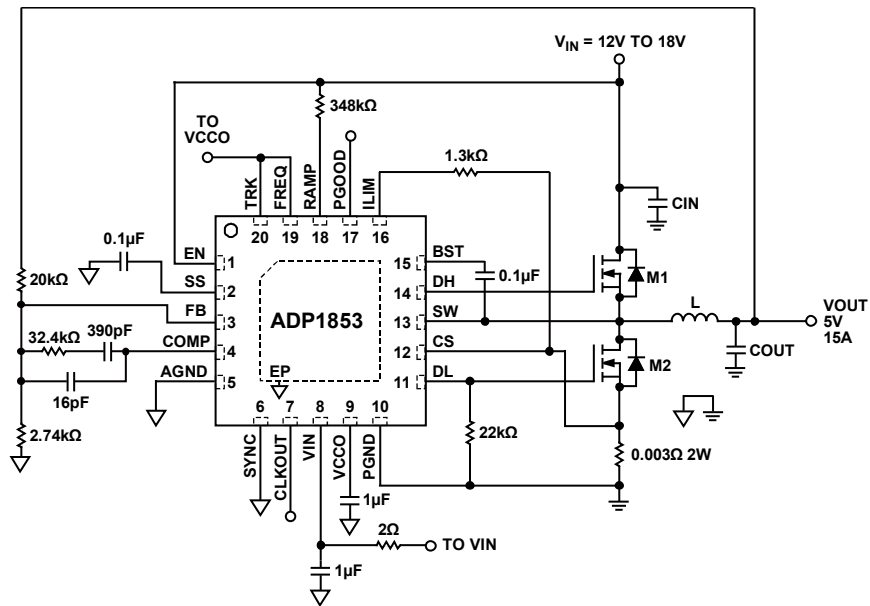 V_IN = 12V TO 18V
348kΩ
TO
VCCO
1.3kΩ
TRK
FREQ
RAMP
PGOOD
ILIM
CIN
20
19
18
17
16
0.1µF
EN
1
15
BST
SS
2
0.1µF
14
DH
M1
20kΩ
FB
3
ADP1853
13
SW
L
VOUT
5V
15A
32.4kΩ
390pF
COMP
4
12
CS
COUT
AGND
5
EP
11
DL
M2
16pF
6
7
8
9
10
2.74kΩ
SYNC
CLKOUT
VIN
VCCO
PGND
22kΩ
0.003Ω 2W
1µF
2Ω
TO VIN
1µF